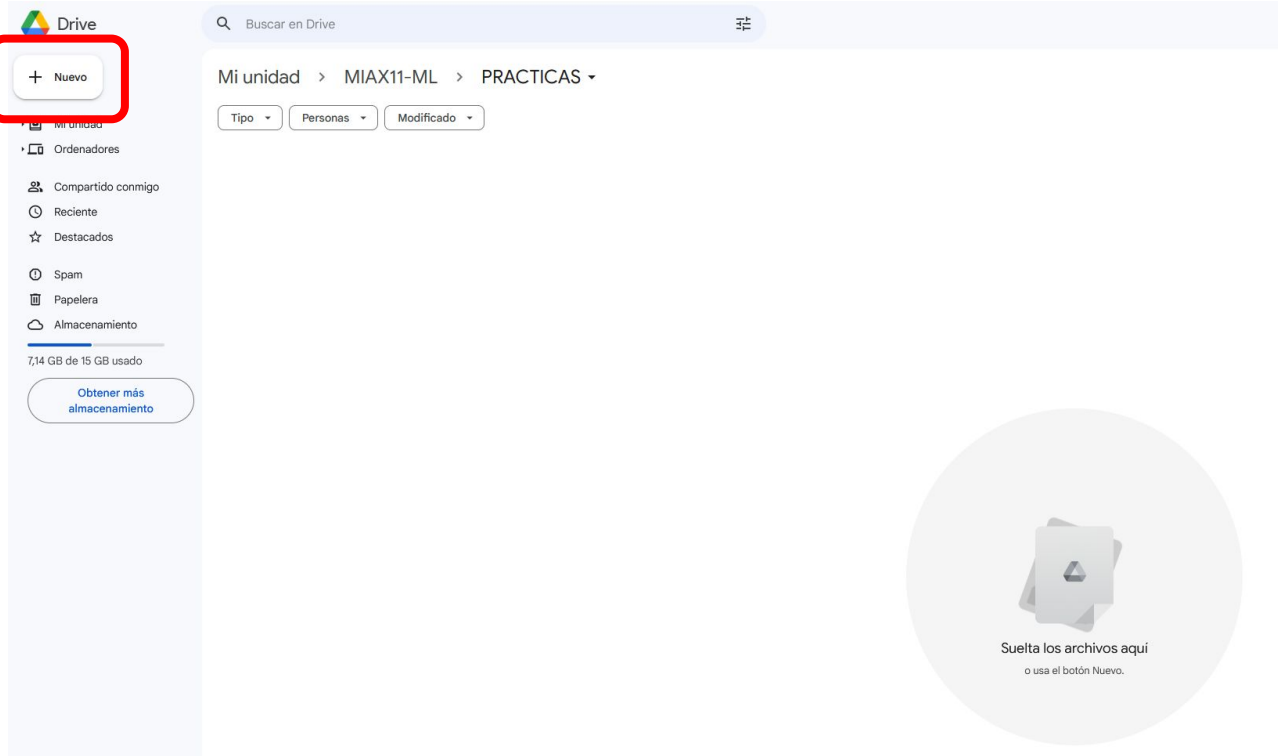 Drive
Buscar en Drive
Nuevo
Mi unidad > MIAX11-ML > PRACTICAS
Tipo Personas Modificado
Mi unidad
Ordenadores
Compartido conmigo
Reciente
Destacados
Spam
Papelera
Almacenamiento
7,14 GB de 15 GB usado
Obtener más
almacenamiento
Suelta los archivos aquí
o usa el botón Nuevo.